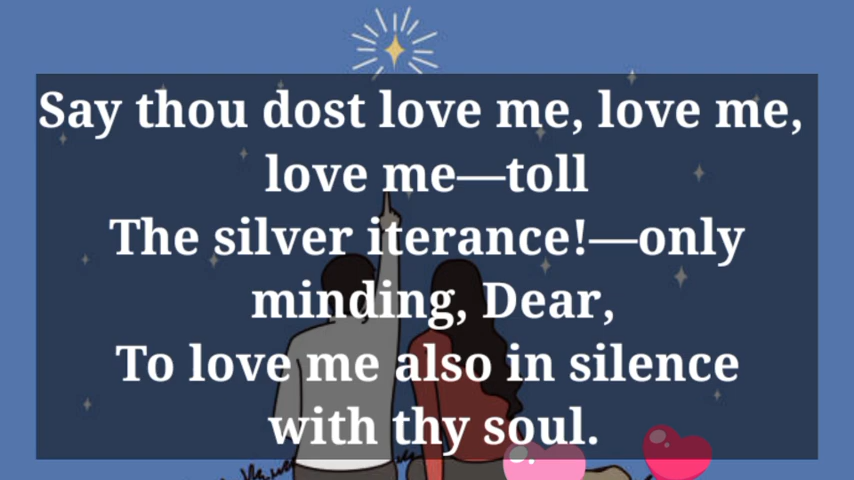 Say thou dost love me, love me,
love me—toll
The silver iterance!—only
minding, Dear,
To love me also in silence
with thy soul.